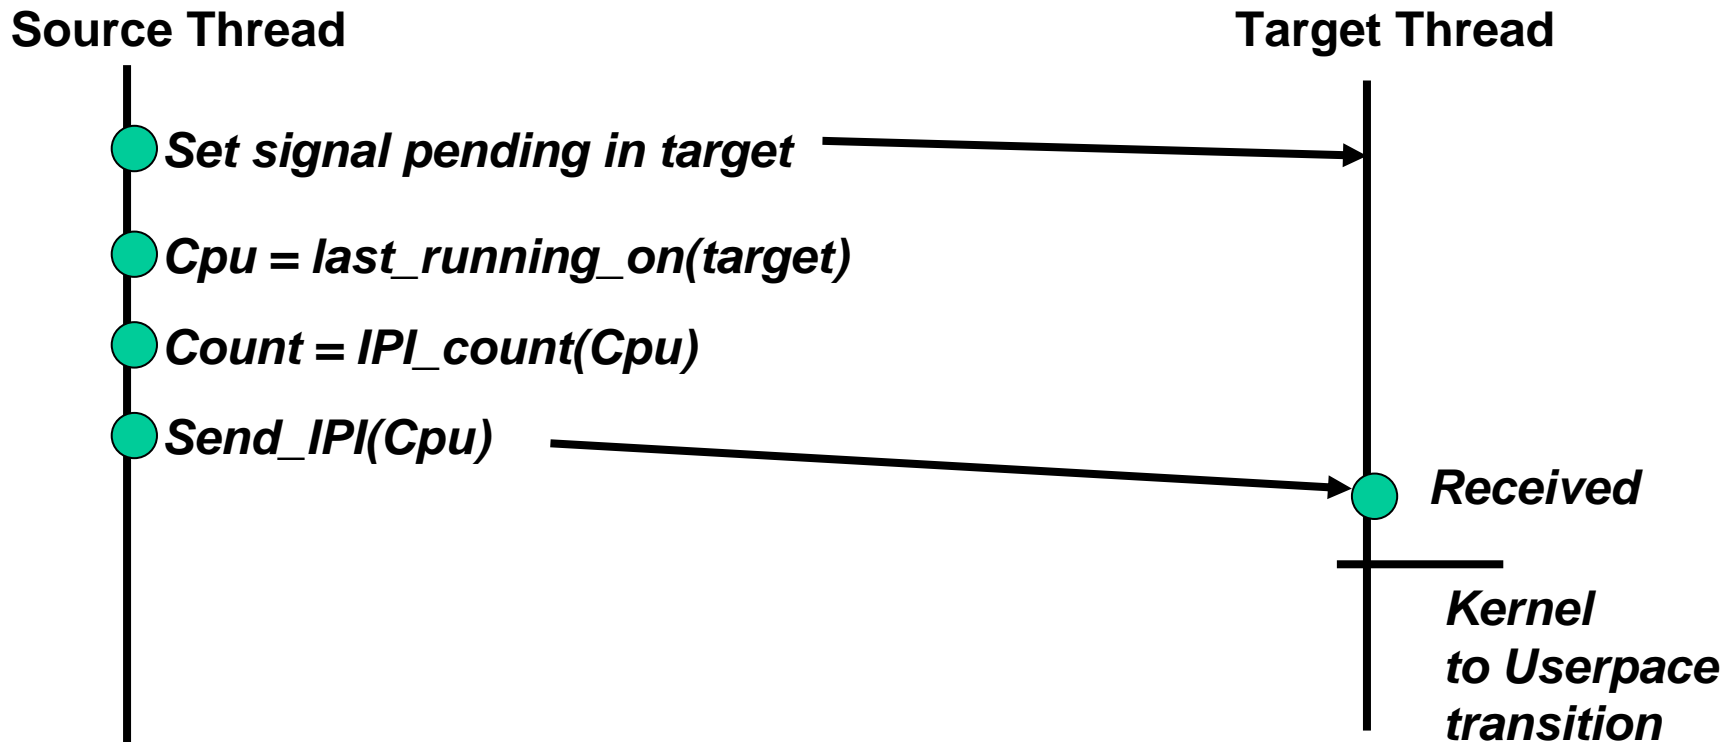 Source Thread
Target Thread
Set signal pending in target
Cpu = last_running_on(target)
Count = IPI_count(Cpu)
Send_IPI(Cpu)
Received
Kernel
to Userpace
transition